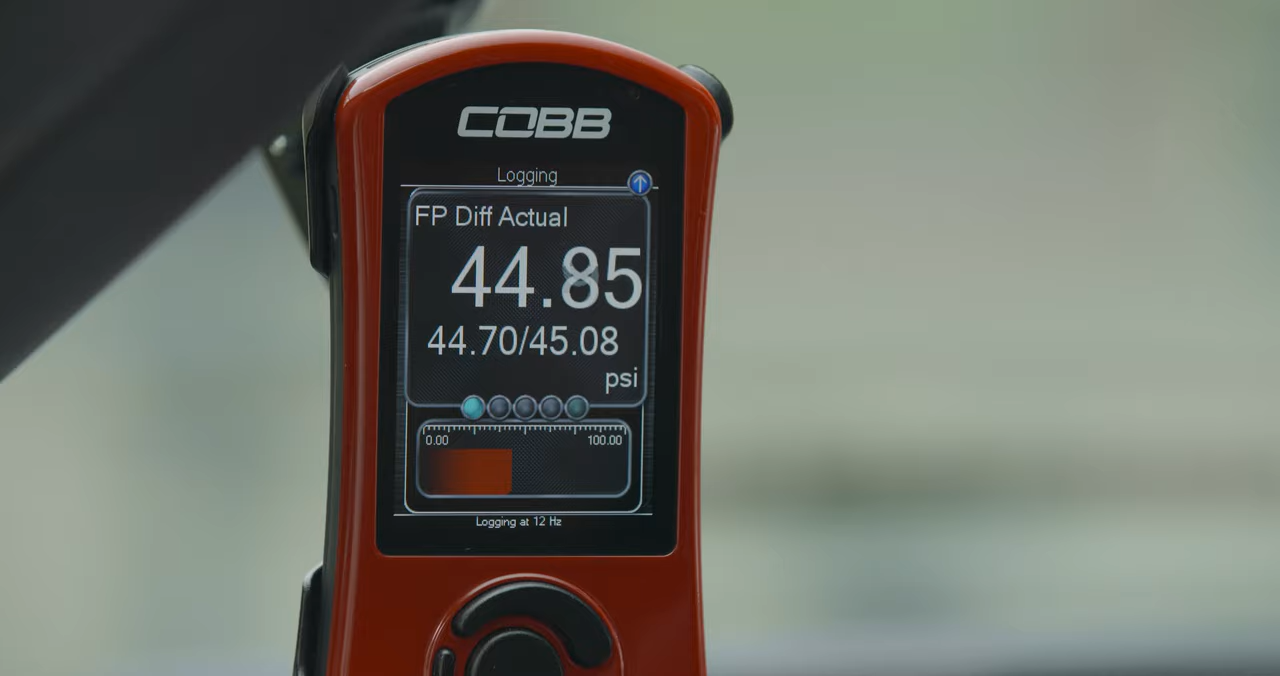 COBB
Logging
FP Diff Actual
44.85
44.70/45.08
psi
0.00 100.00
Logging at 12 Hz